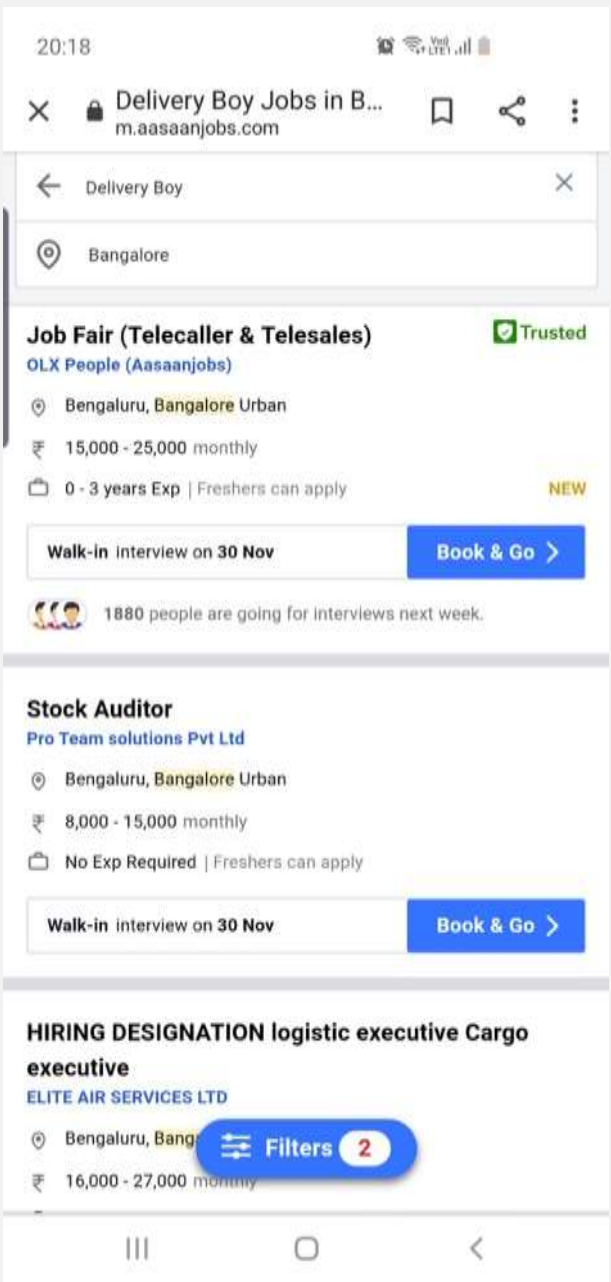 20:18
Delivery Boy Jobs in B...
m.aasaanjobs.com
Delivery Boy
Bangalore
Job Fair (Telecaller & Telesales)
Trusted
OLX People (Aasaanjobs)
Bengaluru, Bangalore Urban
₹ 15,000 - 25,000 monthly
0 - 3 years Exp | Freshers can apply
NEW
Walk-in interview on 30 Nov
Book & Go
1880 people are going for interviews next week.
Stock Auditor
Pro Team solutions Pvt Ltd
Bengaluru, Bangalore Urban
₹ 8,000 - 15,000 monthly
No Exp Required | Freshers can apply
Walk-in interview on 30 Nov
Book & Go
HIRING DESIGNATION logistic executive Cargo
executive
ELITE AIR SERVICES LTD
Bengaluru, Bang
Filters 2
₹ 16,000 - 27,000 monthly